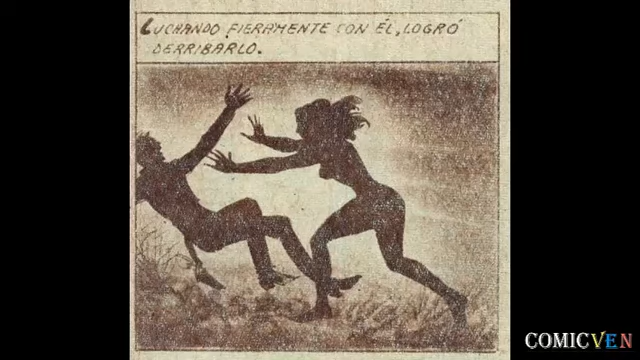 LUCHANDO FIERAMENTE CON ÉL, LOGRÓ
DERRIBARLO.
COMICVEN